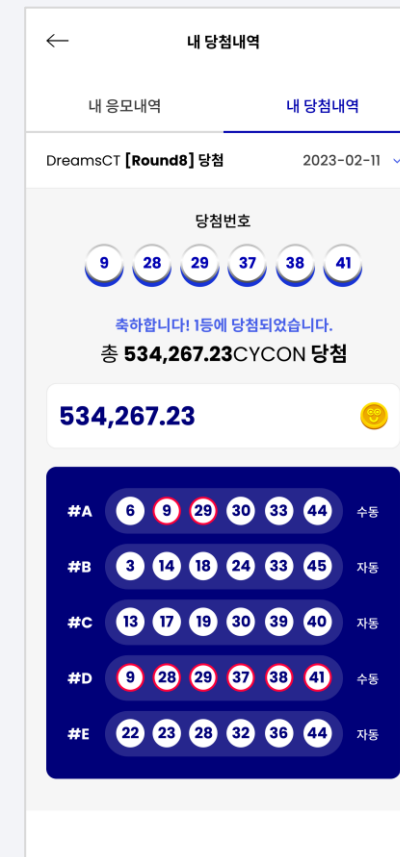 내 당첨내역
내 응모내역 내 당첨내역
DreamsCT [Round8] 당첨 2023-02-11
당첨번호
9 28 29 37 38 41
축하합니다! 1등에 당첨되었습니다.
총 534,267.23CYCON 당첨
534,267.23
#A 6 9 29 30 33 44 수동
#B 3 14 18 24 33 45 자동
#C 13 17 19 30 39 40 자동
#D 9 28 29 37 38 41 수동
#E 22 23 28 32 36 44 자동